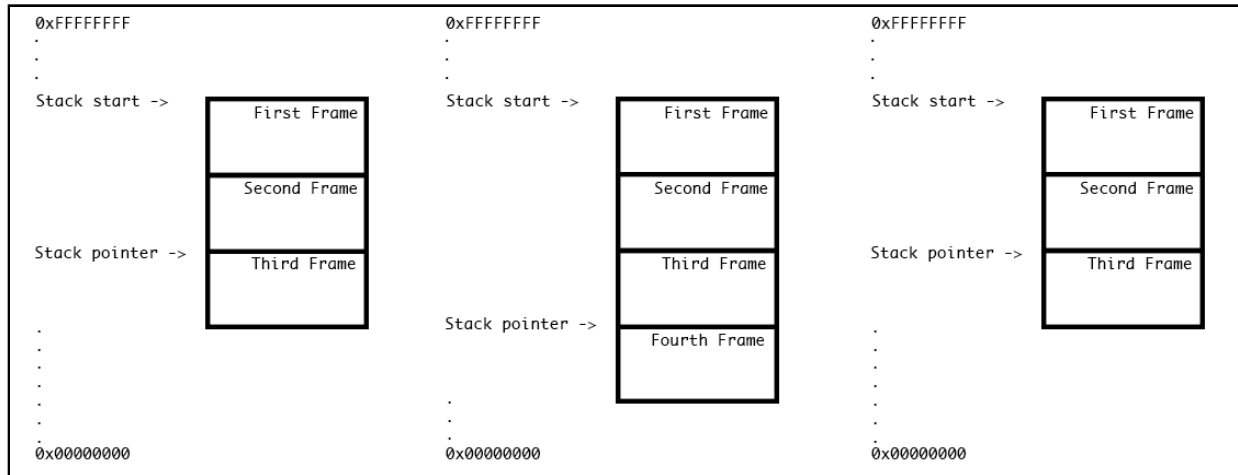 0xFFFFFFFF
.
.
.
Stack start ->
First Frame
Second Frame
Stack pointer ->
Third Frame
.
.
.
.
.
.
.
0x00000000
0xFFFFFFFF
.
.
.
Stack start ->
First Frame
Second Frame
Third Frame
Stack pointer ->
Fourth Frame
.
.
.
0x00000000
0xFFFFFFFF
.
.
.
Stack start ->
First Frame
Second Frame
Stack pointer ->
Third Frame
.
.
.
.
.
.
.
0x00000000